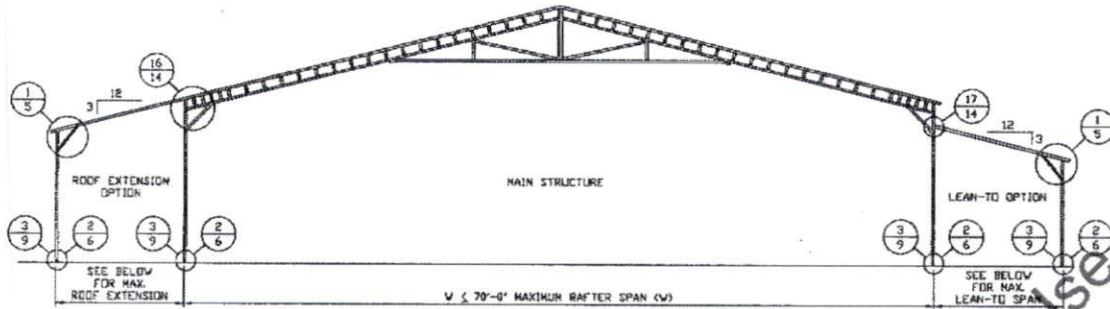 16
14
12
3
1
5
17
14
12
3
1
5
ROOF EXTENSION
OPTION
MAIN STRUCTURE
LEAN-TO OPTION
3
9
2
6
3
9
2
6
3
9
2
6
3
9
2
6
SEE BELOW
FOR MAX.
ROOF EXTENSION
W ≤ 70'-0" MAXIMUM RAFTER SPAN (W)
SEE BELOW
FOR MAX.
LEAN-TO SPAN